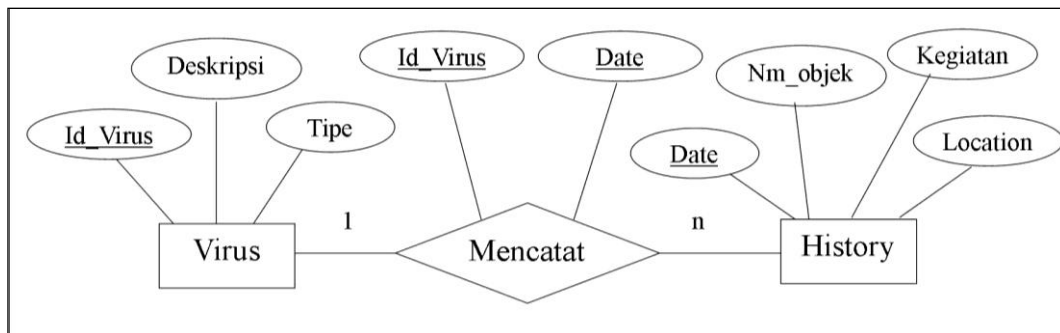 Deskripsi
Id_Virus
Tipe
Id_Virus
Date
Nm_objek
Kegiatan
Date
Location
Virus
1
Mencatat
n
History